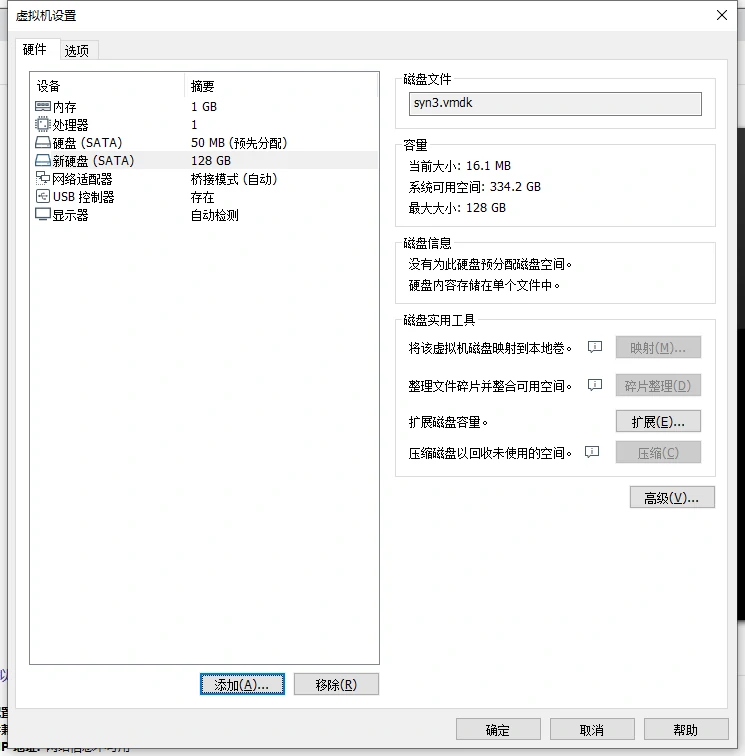 虚拟机设置
硬件 选项
设备 摘要
内存 1 GB
处理器 1
硬盘 (SATA) 50 MB (预先分配)
新硬盘 (SATA) 128 GB
网络适配器 桥接模式 (自动)
USB 控制器 存在
显示器 自动检测
添加(A)... 移除(R)
磁盘文件
syn3.vmdk
容量
当前大小: 16.1 MB
系统可用空间: 334.2 GB
最大大小: 128 GB
磁盘信息
没有为此硬盘预分配磁盘空间。
硬盘内容存储在单个文件中。
磁盘实用工具
将该虚拟机磁盘映射到本地卷。 映射(M)...
整理文件碎片并整合可用空间。 碎片整理(D)
扩展磁盘容量。 扩展(E)...
压缩磁盘以回收未使用的空间。 压缩(C)
高级(V)...
确定 取消 帮助